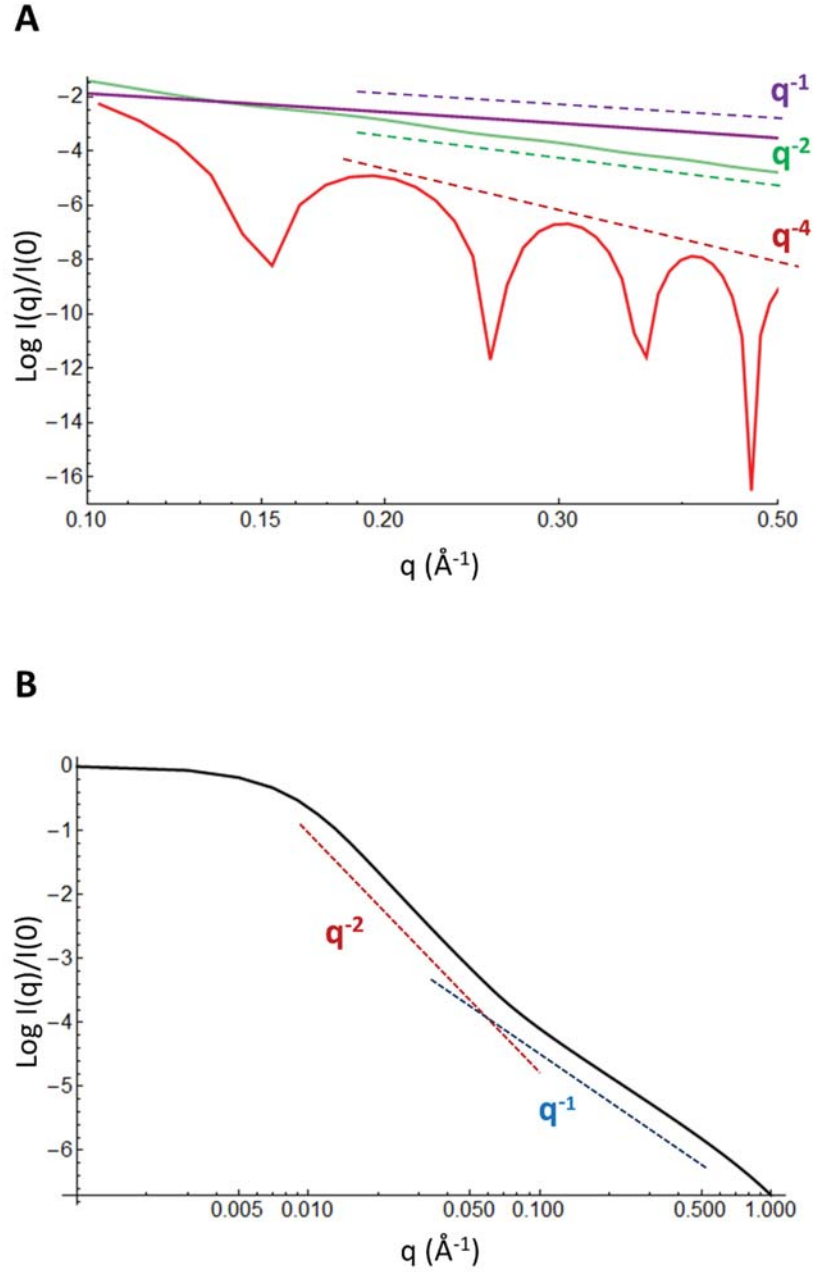 A
q-1
q-2
q-4
−2
−4
−6
−8
−10
−12
−14
−16
Log I(q)/I(0)
0.10 0.15 0.20 0.30 0.50
q (Å-1)
B
0
−1
−2
−3
−4
−5
−6
Log I(q)/I(0)
q-2
q-1
0.005 0.010 0.050 0.100 0.500 1.000
q (Å-1)